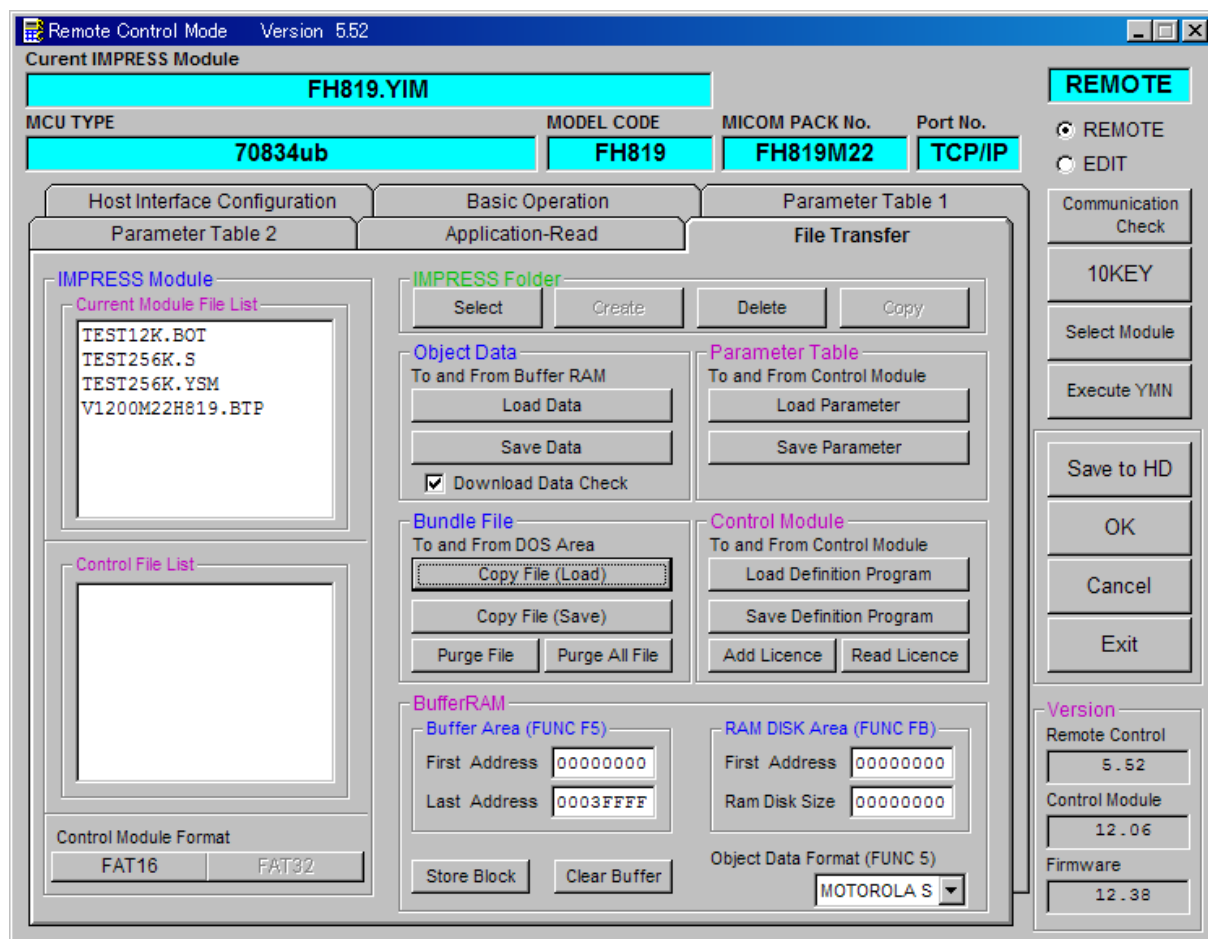 Remote Control Mode Version 5.52
Curent IMPRESS Module
FH819.YIM
REMOTE
MCU TYPE MODEL CODE MICOM PACK No. Port No.
70834ub FH819 FH819M22 TCP/IP
REMOTE
EDIT
Host Interface Configuration Basic Operation Parameter Table 1
Parameter Table 2 Application-Read File Transfer
Communication
Check
10KEY
Select Module
Execute YMN
Save to HD
OK
Cancel
Exit
IMPRESS Module
Current Module File List
TEST12K.BOT
TEST256K.S
TEST256K.YSM
V1200M22H819.BTP
Control File List
Control Module Format
FAT16 FAT32
IMPRESS Folder
Select Create Delete Copy
Object Data
To and From Buffer RAM
Load Data
Save Data
Download Data Check
Parameter Table
To and From Control Module
Load Parameter
Save Parameter
Bundle File
To and From DOS Area
Copy File (Load)
Copy File (Save)
Purge File Purge All File
Control Module
To and From Control Module
Load Definition Program
Save Definition Program
Add Licence Read Licence
BufferRAM
Buffer Area (FUNC F5)
First Address 00000000
Last Address 0003FFFF
RAM DISK Area (FUNC FB)
First Address 00000000
Ram Disk Size 00000000
Store Block Clear Buffer
Object Data Format (FUNC 5)
MOTOROLA S
Version
Remote Control
5.52
Control Module
12.06
Firmware
12.38